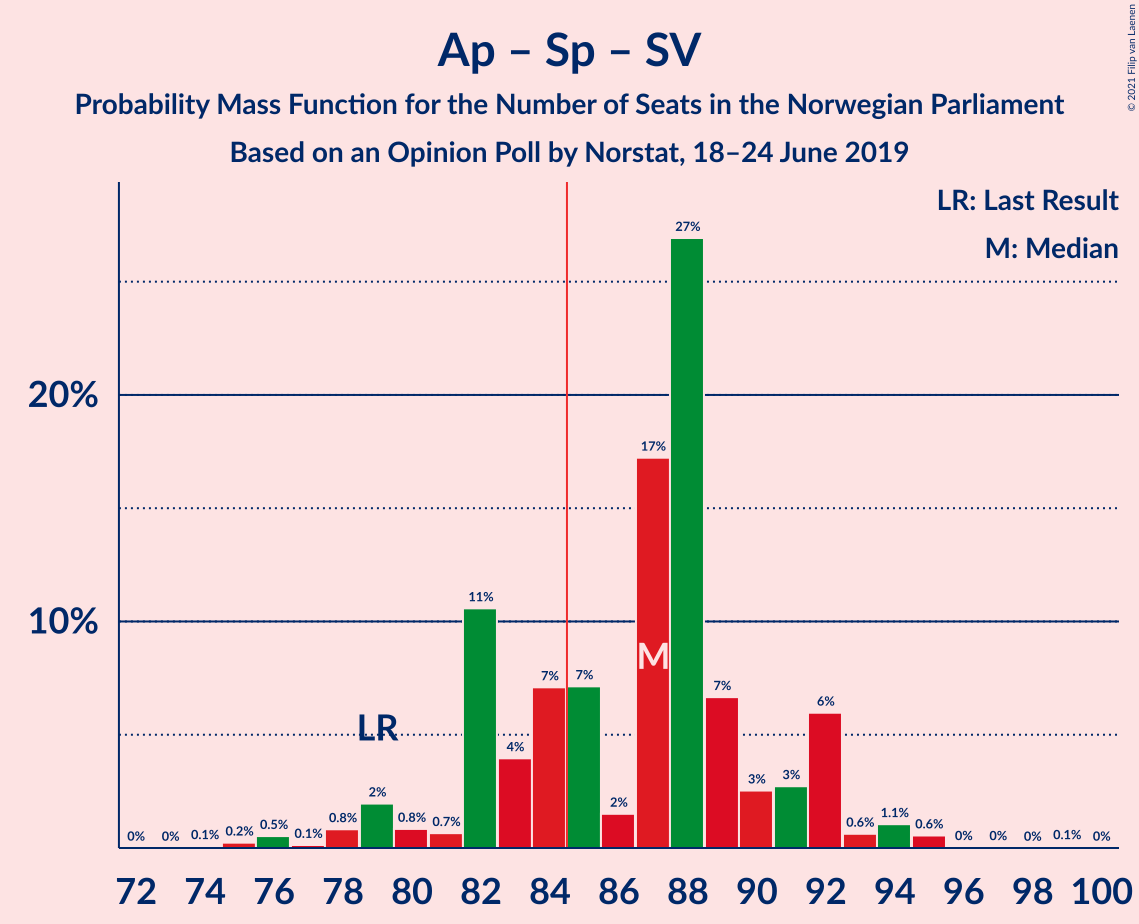 Ap – Sp – SV
Probability Mass Function for the Number of Seats in the Norwegian Parliament
Based on an Opinion Poll by Norstat, 18–24 June 2019
© 2021 Filip van Laenen
LR: Last Result
M: Median
20%
10%
0% 0% 0.1% 0.2% 0.5% 0.1% 0.8% 2% 0.8% 0.7% 11% 4% 7% 7% 2% 17% 27% 7% 3% 3% 6% 0.6% 1.1% 0.6% 0% 0% 0% 0.1% 0%
LR
M
72 74 76 78 80 82 84 86 88 90 92 94 96 98 100